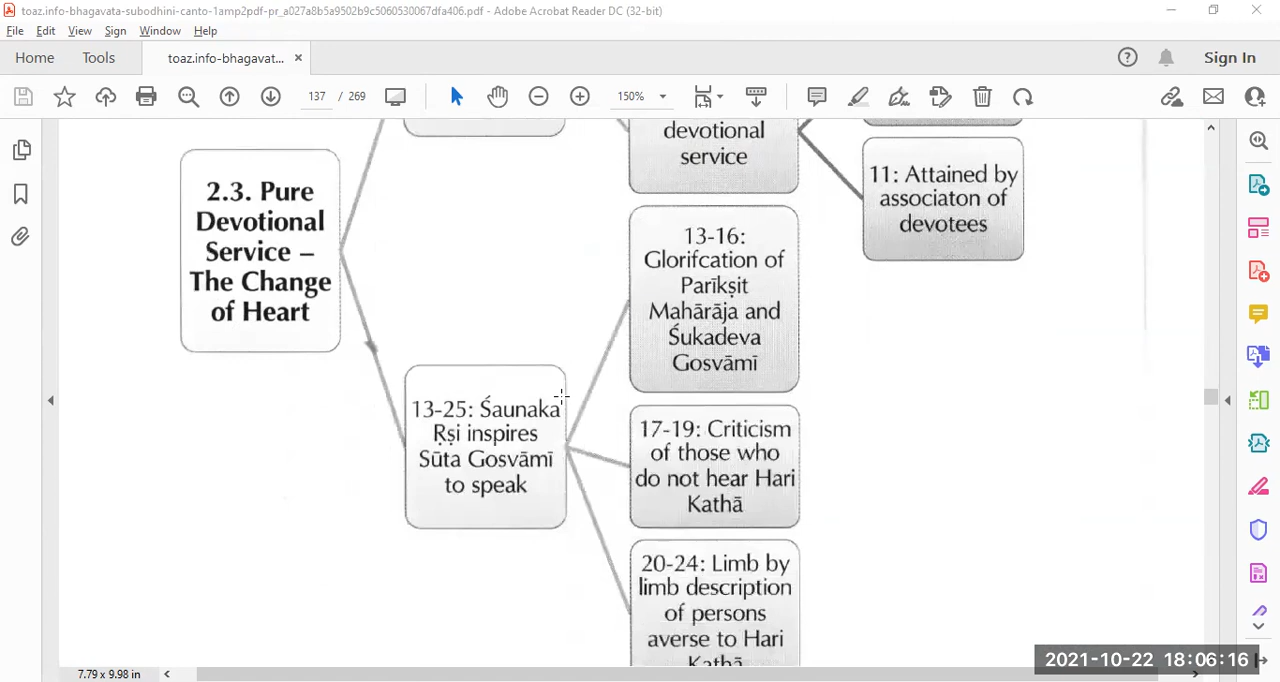 toaz.info-bhagavata-subodhini-canto-1amp2pdf-pr_a027a8b5a9502b9c5060530067dfa406.pdf - Adobe Acrobat Reader DC (32-bit)
File Edit View Sign Window Help
Home Tools toaz.info-bhagavat... × Sign In
137 / 269 150%
devotional
service
11: Attained by
associaton of
devotees
2.3. Pure
Devotional
Service –
The Change
of Heart
13-16:
Glorifcation of
Parīkṣit
Mahārāja and
Śukadeva
Gosvāmī
13-25: Śaunaka
Ṛṣi inspires
Sūta Gosvāmī
to speak
17-19: Criticism
of those who
do not hear Hari
Kathā
20-24: Limb by
limb description
of persons
averse to Hari
Kathā
7.79 x 9.98 in
2021-10-22 18:06:16